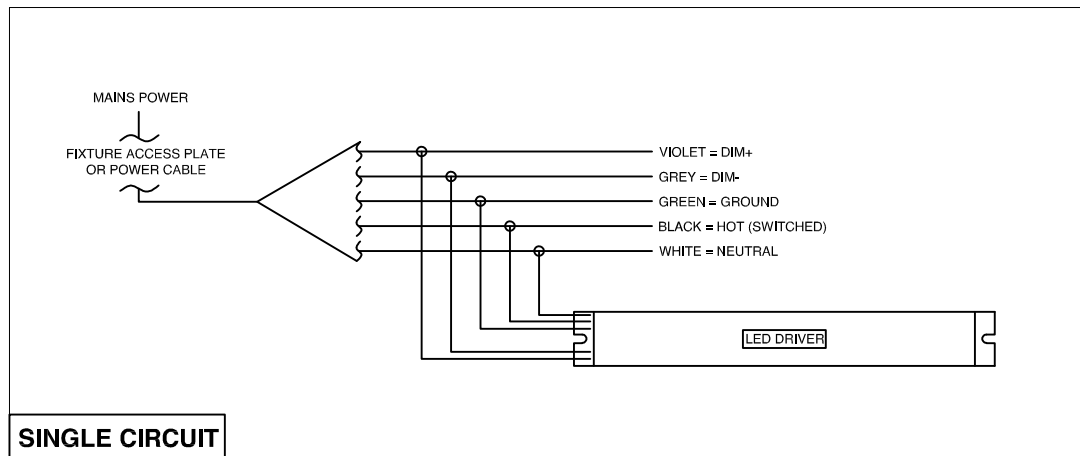 MAINS POWER
FIXTURE ACCESS PLATE
OR POWER CABLE
VIOLET = DIM+
GREY = DIM-
GREEN = GROUND
BLACK = HOT (SWITCHED)
WHITE = NEUTRAL
LED DRIVER
SINGLE CIRCUIT